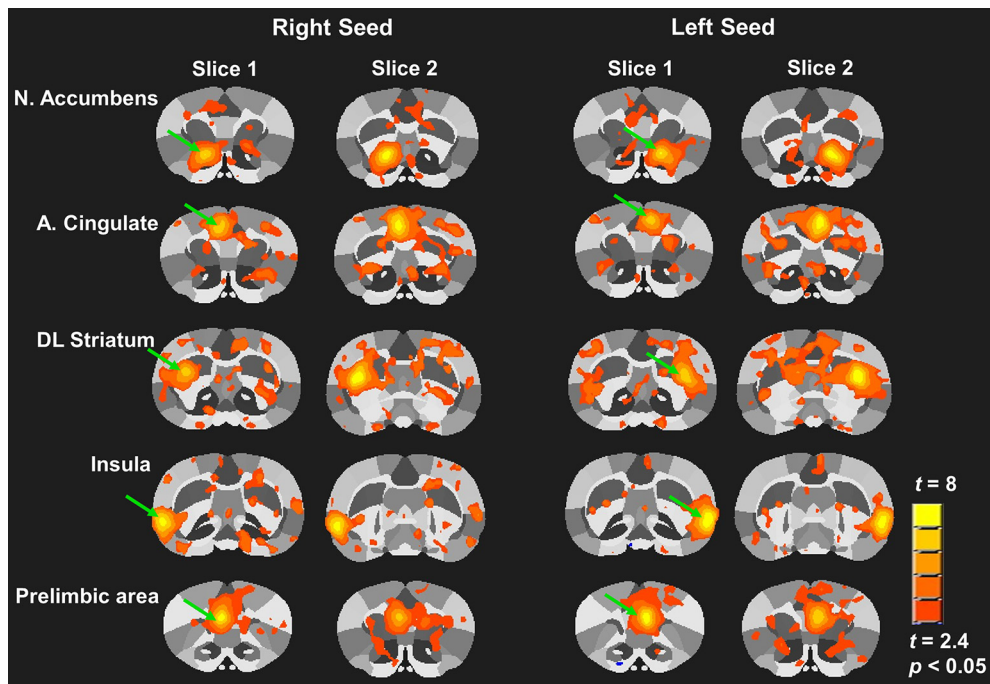 Right Seed
Left Seed
Slice 1
Slice 2
Slice 1
Slice 2
N. Accumbens
A. Cingulate
DL Striatum
Insula
Prelimbic area
t = 8
t = 2.4
p < 0.05